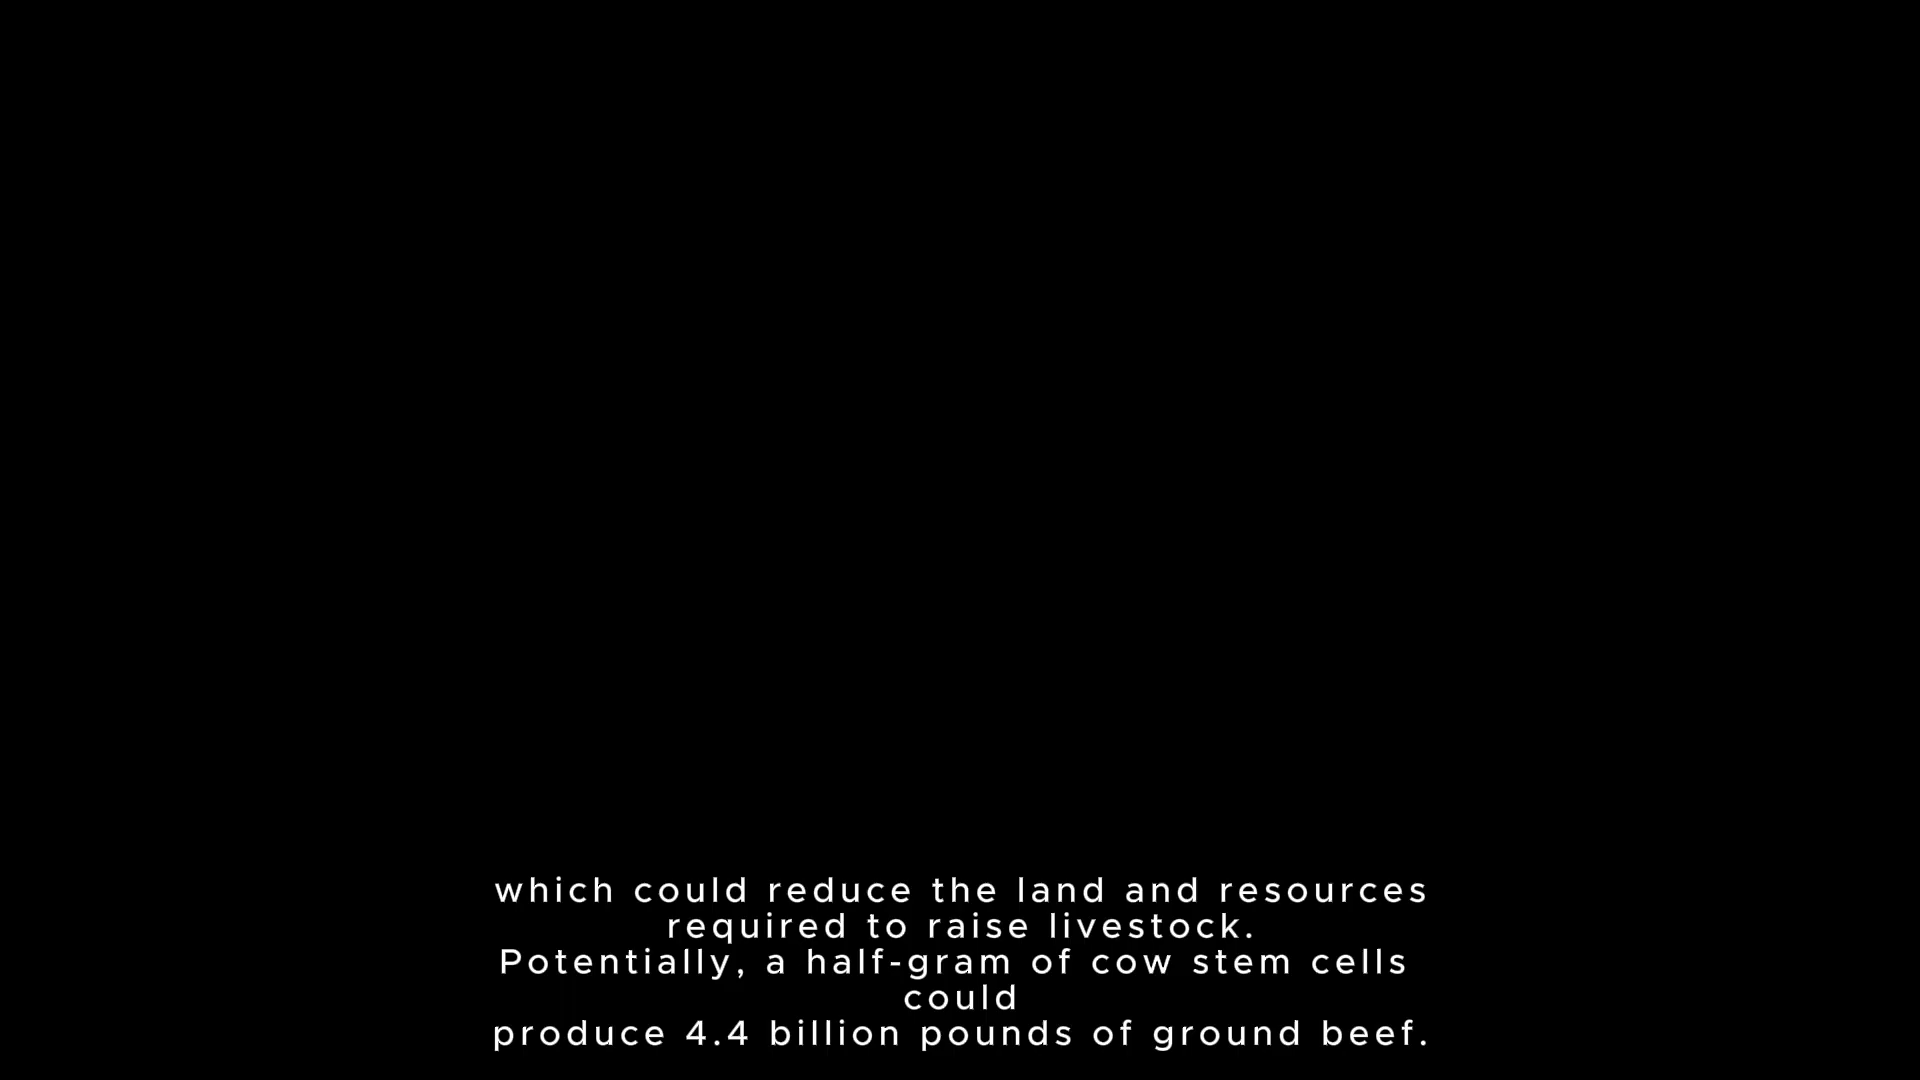 which could reduce the land and resources
required to raise livestock.
Potentially, a half-gram of cow stem cells
could
produce 4.4 billion pounds of ground beef.